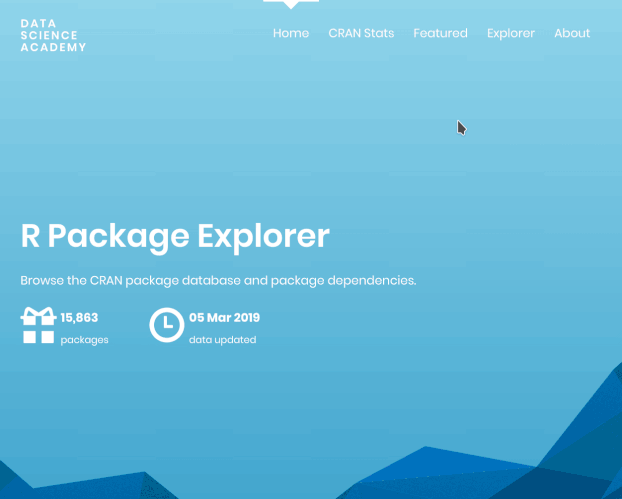 DATA
SCIENCE
ACADEMY
Home CRAN Stats Featured Explorer About
R Package Explorer
Browse the CRAN package database and package dependencies.
15,863
packages
05 Mar 2019
data updated